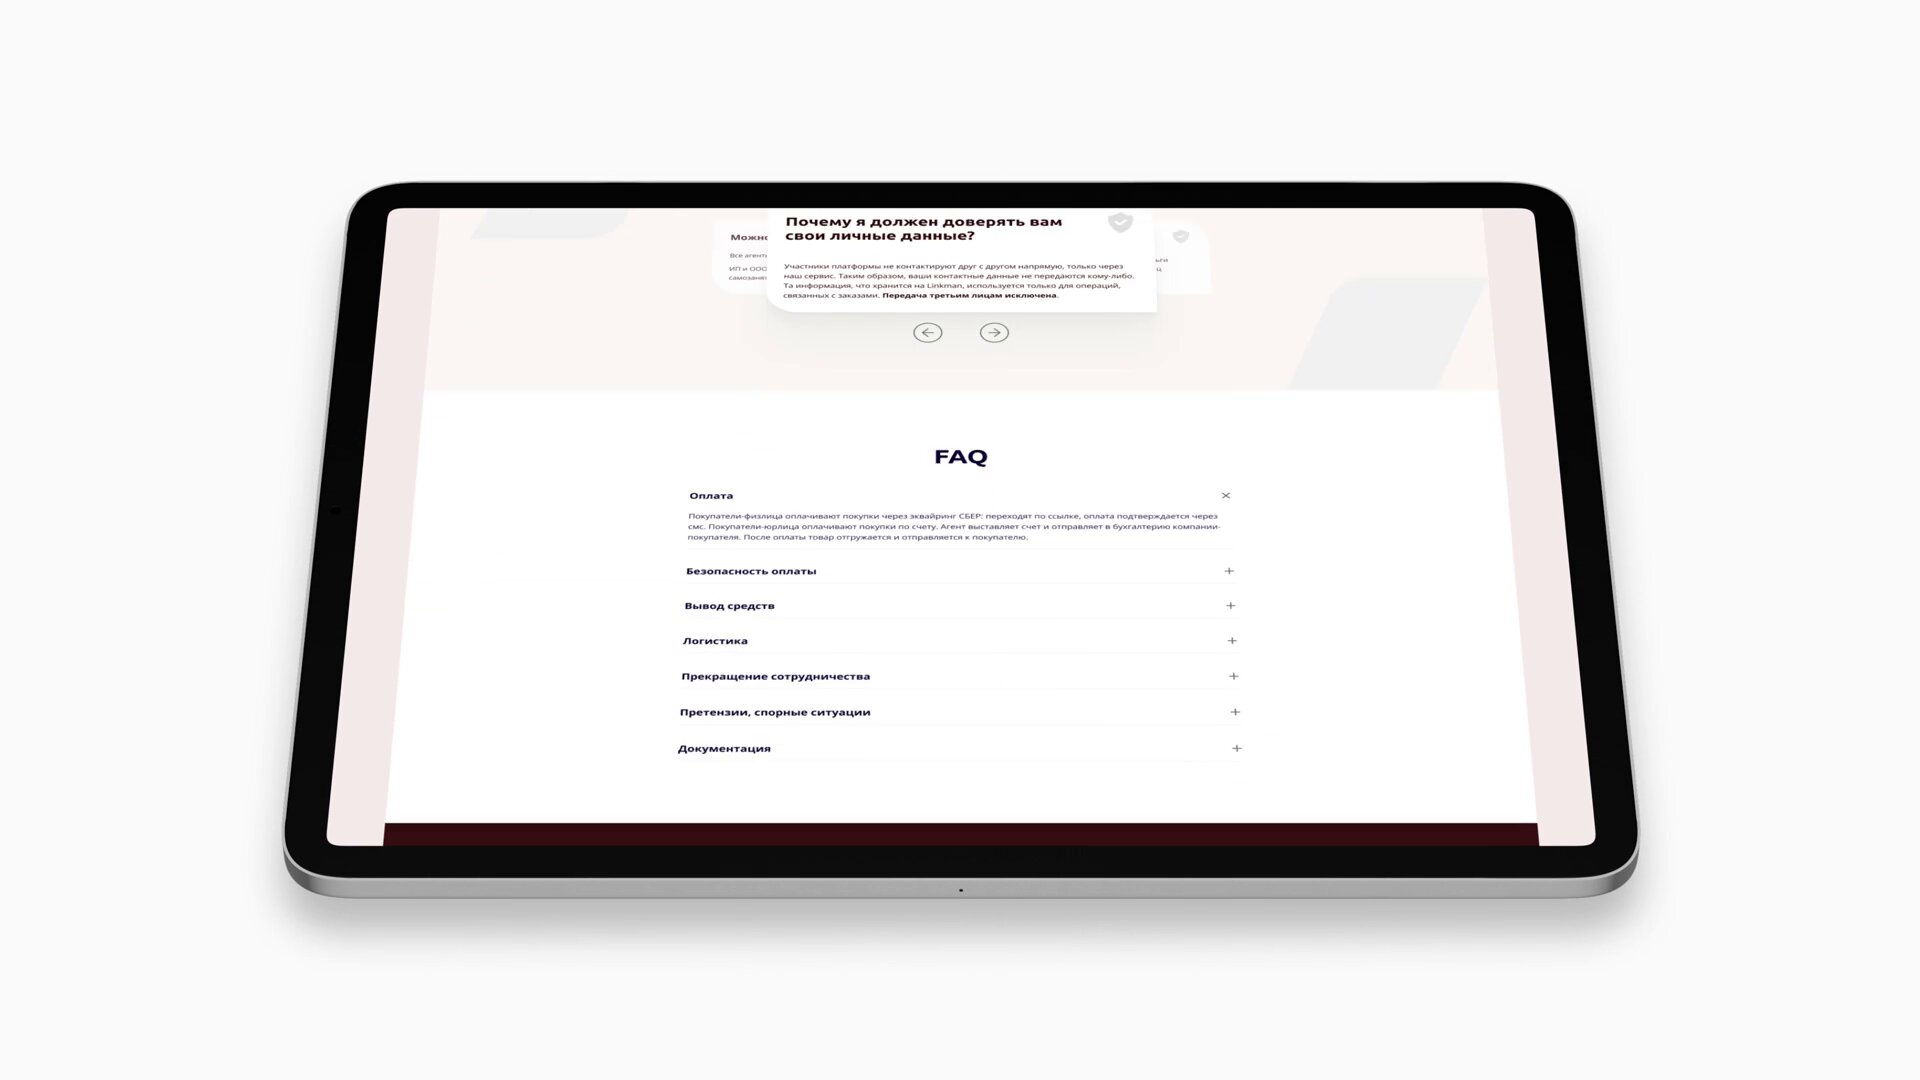 Почему я должен доверять вам
свои личные данные?
Участники платформы не контактируют друг с другом напрямую, только через
наш сервис. Таким образом, ваши контактные данные не передаются кому-либо.
Та информация, что хранится на Linkman, используется только для операций,
связанных с заказами. Передача третьим лицам исключена.
Все
ИП и ООО
FAQ
Оплата
Покупатели-физлица оплачивают покупки через эквайринг СБЕР: переходят по ссылке, оплата подтверждается через
смс. Покупатели-юрлица оплачивают покупки по счету. Агент выставляет счет и отправляет в бухгалтерию компании-
покупателя. После оплаты товар отгружается и отправляется к покупателю.
Безопасность оплаты
Вывод средств
Логистика
Прекращение сотрудничества
Претензии, спорные ситуации
Документация